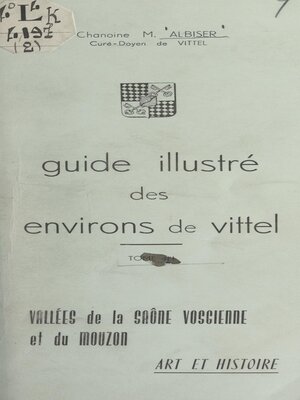 Chanoine M. ALBISER
Curé-Doyen de VITTEL
guide illustré
des
environs de vittel
VALLÉES de la SAÔNE VOSGIENNE
et du MOUZON
ART ET HISTOIRE